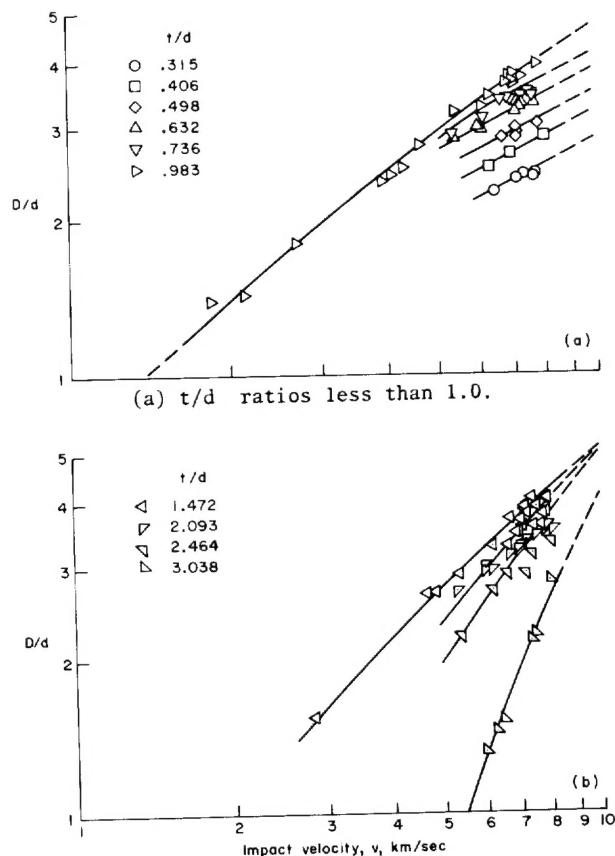 5
4
3
2
1
D/d
t/d
.315
.406
.498
.632
.736
.983
(a)
(a) t/d ratios less than 1.0.
5
4
3
2
1
D/d
t/d
1.472
2.093
2.464
3.038
(b)
1 2 3 4 5 6 7 8 9 10
Impact velocity, v, km/sec